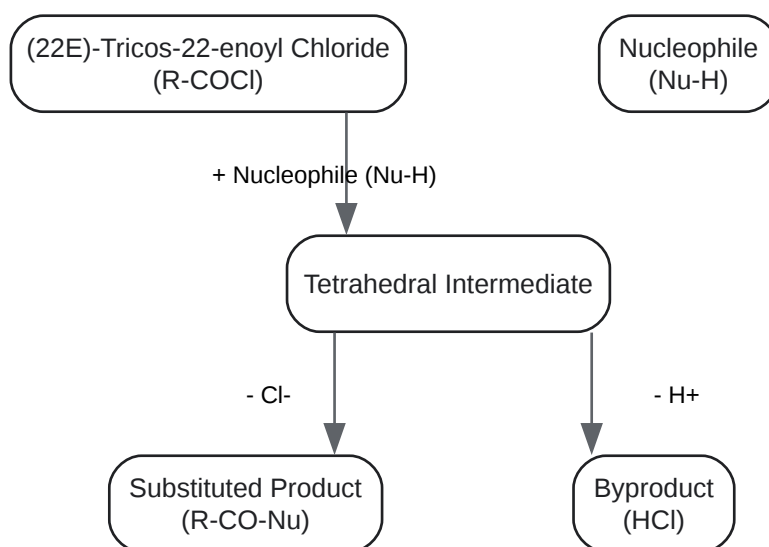 (22E)-Tricos-22-enoyl Chloride
(R-COCl)
Nucleophile
(Nu-H)
+ Nucleophile (Nu-H)
Tetrahedral Intermediate
- Cl-
- H+
Substituted Product
(R-CO-Nu)
Byproduct
(HCl)